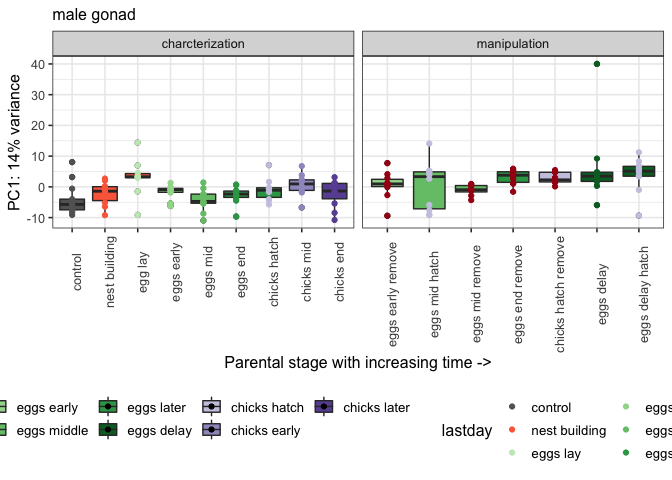 male gonad
charcterization
manipulation
PC1: 14% variance
40
30
20
10
0
-10
control
nest building
egg lay
eggs early
eggs mid
eggs end
chicks hatch
chicks mid
chicks end
eggs early remove
eggs mid hatch
eggs mid remove
eggs end remove
chicks hatch remove
eggs delay
eggs delay hatch
Parental stage with increasing time ->
eggs early
eggs later
chicks hatch
chicks later
eggs middle
eggs delay
chicks early
lastday
control
nest building
eggs lay
eggs
eggs
eggs